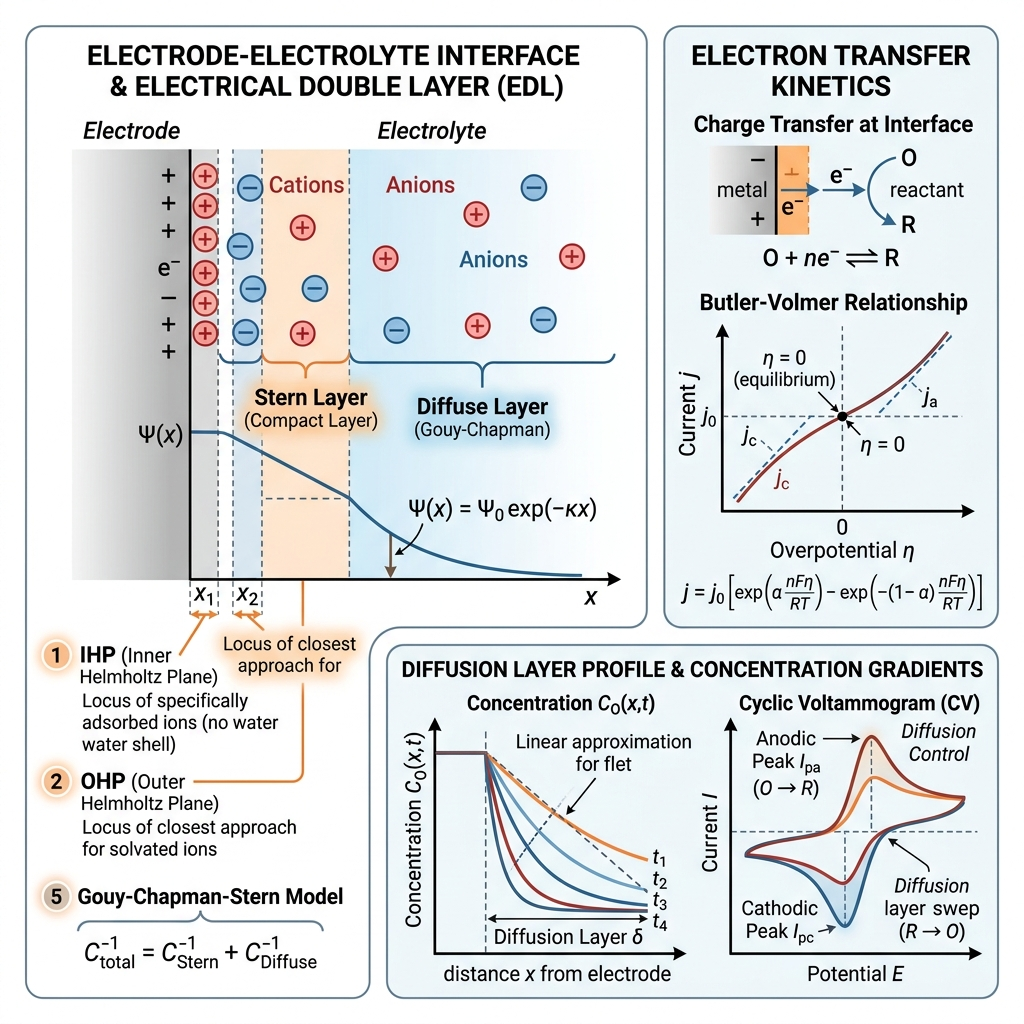 ELECTRODE-ELECTROLYTE INTERFACE
& ELECTRICAL DOUBLE LAYER (EDL)
Electrode
Electrolyte
+
+
+
e⁻
−
+
+
+ + + + + +
− − − −
Cations
+
−
+
Anions
−
+
+
Anions
+
−
+
−
Stern Layer
(Compact Layer)
Diffuse Layer
(Gouy-Chapman)
Ψ(x)
Ψ(x) = Ψ₀ exp(−κx)
x₁
x₂
x
Locus of closest
approach for
1 IHP (Inner
Helmholtz Plane)
Locus of specifically
adsorbed ions (no water
water shell)
2 OHP (Outer
Helmholtz Plane)
Locus of closest approach
for solvated ions
5 Gouy-Chapman-Stern Model
C⁻¹total = C⁻¹Stern + C⁻¹Diffuse
ELECTRON TRANSFER
KINETICS
Charge Transfer at Interface
−
metal
+
⊥
e⁻
e⁻
O
reactant
R
O + ne⁻ ⇌ R
Butler-Volmer Relationship
Current j
j₀
η = 0
(equilibrium)
η = 0
jₐ
j_c
j_c
0
Overpotential η
j = j₀ [exp(α nFη/RT) − exp(−(1 − α) nFη/RT)]
DIFFUSION LAYER PROFILE & CONCENTRATION GRADIENTS
Concentration C₀(x,t)
Concentration C₀(x,t)
Linear approximation
for flet
t₁
t₂
t₃
t₄
Diffusion Layer δ
distance x from electrode
Cyclic Voltammogram (CV)
Current I
Anodic
Peak Iₚₐ
(O → R)
Diffusion
Control
Cathodic
Peak I_pc
Diffusion
layer swep
(R → O)
Potential E